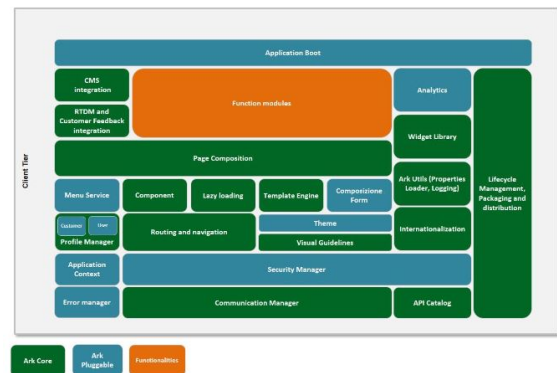 Application Boot
CMS
integration
Function modules
Analytics
RTDM and
Customer Feedback
integration
Widget Library
Lifecycle
Management,
Packaging and
distribution
Client Tier
Page Composition
Ark Utils (Properties
Loader, Logging)
Menu Service
Component
Lazy loading
Template Engine
Composizione
Form
Customer
User
Profile Manager
Routing and navigation
Theme
Visual Guidelines
Internationalization
Application
Context
Security Manager
Error manager
Communication Manager
API Catalog
Ark Core
Ark
Pluggable
Functionalities